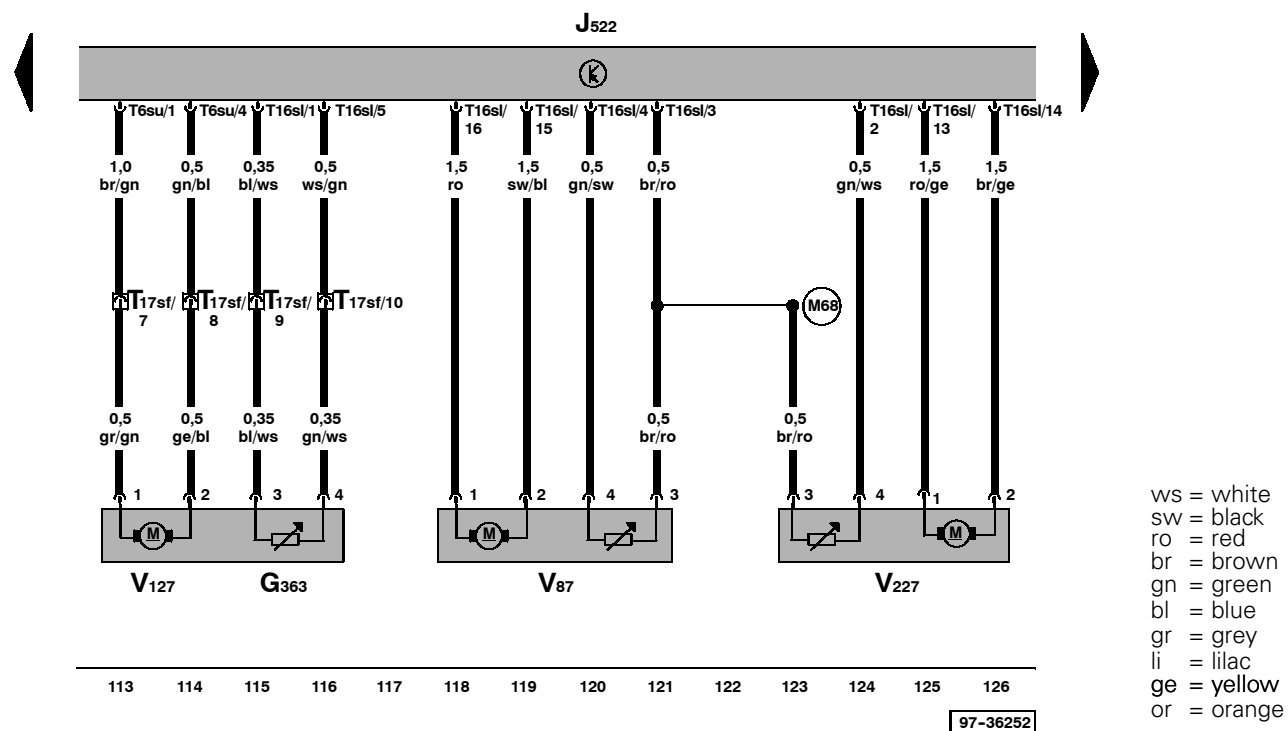 J522
T6su/1 T6su/4 T16sl/1 T16sl/5 T16sl/ T16sl/ T16sl/4 T16sl/3 T16sl/ T16sl/ T16sl/14
16 15 2 13
1,0 0,5 0,35 0,5 1,5 1,5 0,5 0,5 0,5 1,5 1,5
br/gn gn/bl bl/ws ws/gn ro sw/bl gn/sw br/ro gn/ws ro/ge br/ge
T17sf/ T17sf/ T17sf/ T17sf/10 M68
7 8 9
0,5 0,5 0,35 0,35 0,5 0,5
gr/gn ge/bl bl/ws gn/ws br/ro br/ro
1 2 3 4 1 2 4 3 3 4 1 2
M M M
V127 G363 V87 V227
113 114 115 116 117 118 119 120 121 122 123 124 125 126
97-36252
ws = white
sw = black
ro = red
br = brown
gn = green
bl = blue
gr = grey
li = lilac
ge = yellow
or = orange